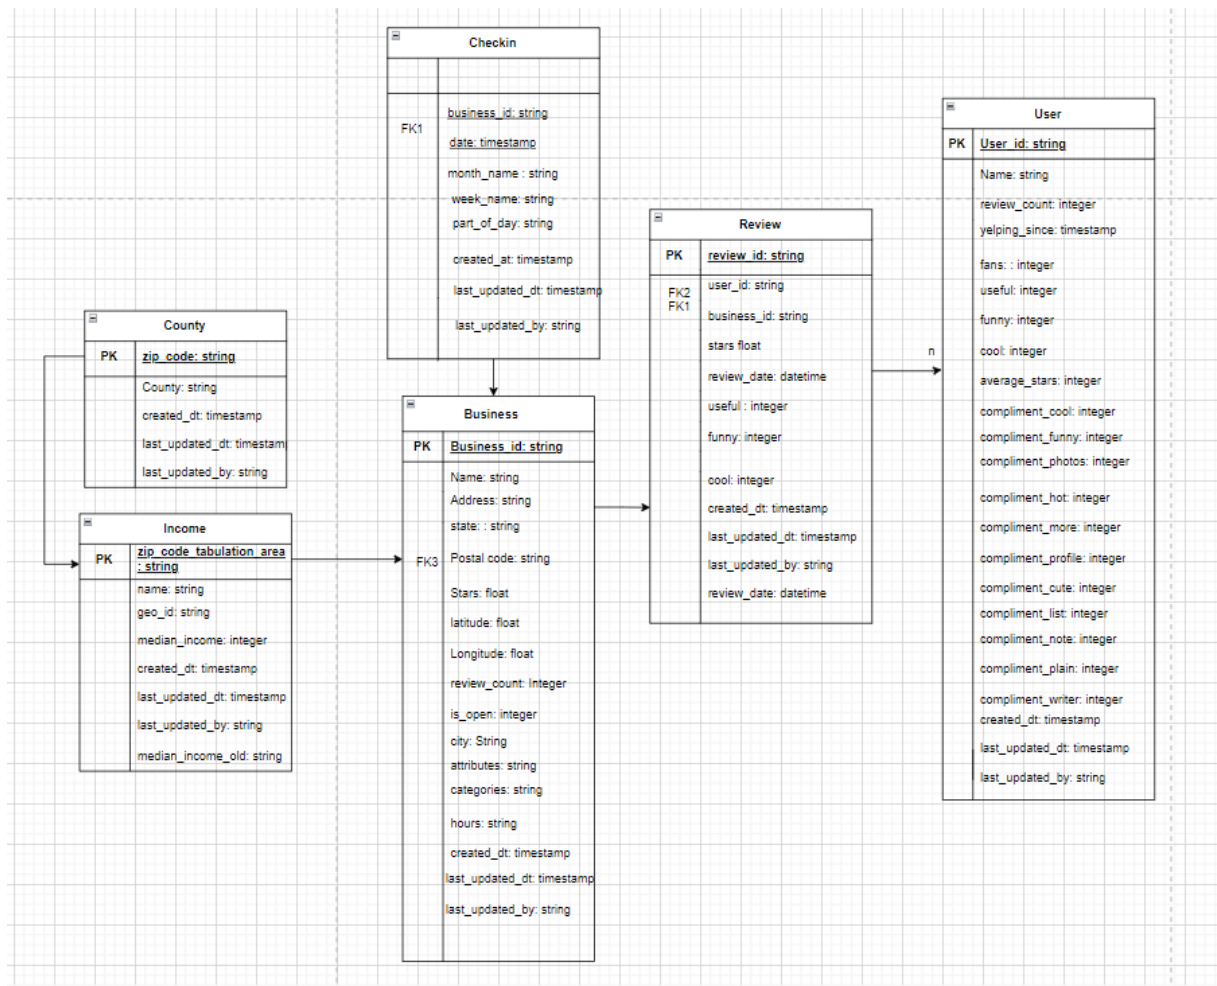 Checkin
business_id: string
FK1
date: timestamp
month_name : string
week_name: string
part_of_day: string
created_at: timestamp
last_updated_dt: timestamp
last_updated_by: string
User
PK User_id: string
Name: string
review_count: integer
yelping_since: timestamp
fans: : integer
useful: integer
funny: integer
cool: integer
average_stars: integer
compliment_cool: integer
compliment_funny: integer
compliment_photos: integer
compliment_hot: integer
compliment_more: integer
compliment_profile: integer
compliment_cute: integer
compliment_list: integer
compliment_note: integer
compliment_plain: integer
compliment_writer: integer
created_dt: timestamp
last_updated_dt: timestamp
last_updated_by: string
Review
PK review_id: string
user_id: string
FK2
FK1
business_id: string
stars float
review_date: datetime
useful : integer
funny: integer
cool: integer
created_dt: timestamp
last_updated_dt: timestamp
last_updated_by: string
review_date: datetime
n
County
PK zip_code: string
County: string
created_dt: timestamp
last_updated_dt: timestam
last_updated_by: string
Business
PK Business_id: string
Name: string
Address: string
state: : string
FK3 Postal code: string
Stars: float
latitude: float
Longitude: float
review_count: Integer
is_open: integer
city: String
attributes: string
categories: string
hours: string
created_dt: timestamp
last_updated_dt: timestamp
last_updated_by: string
Income
PK zip_code_tabulation_area
: string
name: string
geo_id: string
median_income: integer
created_dt: timestamp
last_updated_dt: timestamp
last_updated_by: string
median_income_old: string